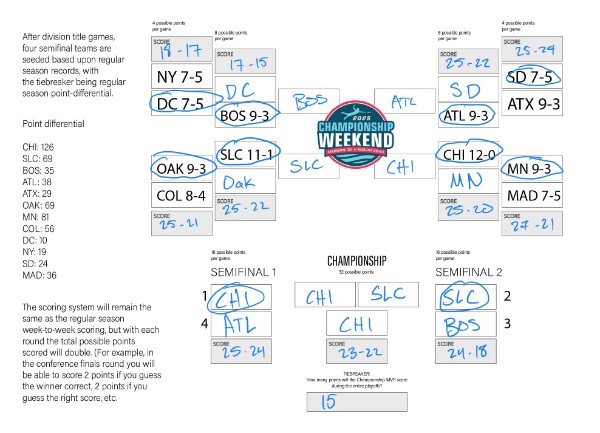 After division title games,
four semifinal teams are
seeded based upon regular
season records, with
the tiebreaker being regular
season point-differential.
Point differential
CHI: 126
SLC: 69
BOS: 35
ATL: 38
ATX: 29
OAK: 69
MN: 81
COL: 56
DC: 10
NY: 19
SD: 24
MAD: 36
The scoring system will remain the
same as the regular season
week-to-week scoring, but with each
round the total possible points
scored will double. (For example, in
the conference finals round you will
be able to score 2 points if you guess
the winner correct, 2 points if you
guess the right score, etc.
4 possible points
per game
SCORE
18-17
NY 7-5
DC 7-5
OAK 9-3
COL 8-4
SCORE
25-21
8 possible points
per game
SCORE
17-15
DC
BOS 9-3
SLC 11-1
Oak
SCORE
25-22
BOS
SLC
2025
CHAMPIONSHIP
WEEKEND
ATL
CHI
8 possible points
per game
SCORE
25-22
SD
ATL 9-3
CHI 12-0
MN
SCORE
25-20
4 possible points
per game
SCORE
25-24
SD 7-5
ATX 9-3
MN 9-3
MAD 7-5
SCORE
27-21
16 possible points
per game
SEMIFINAL 1
1 CHI
4 ATL
SCORE
25-24
CHAMPIONSHIP
32 possible points
CHI SLC
CHI
SCORE
23-22
16 possible points
per game
SEMIFINAL 2
SLC 2
BOS 3
SCORE
24-18
TIEBREAKER:
How many points will the Championship MVP score
during the entire playoffs?
15